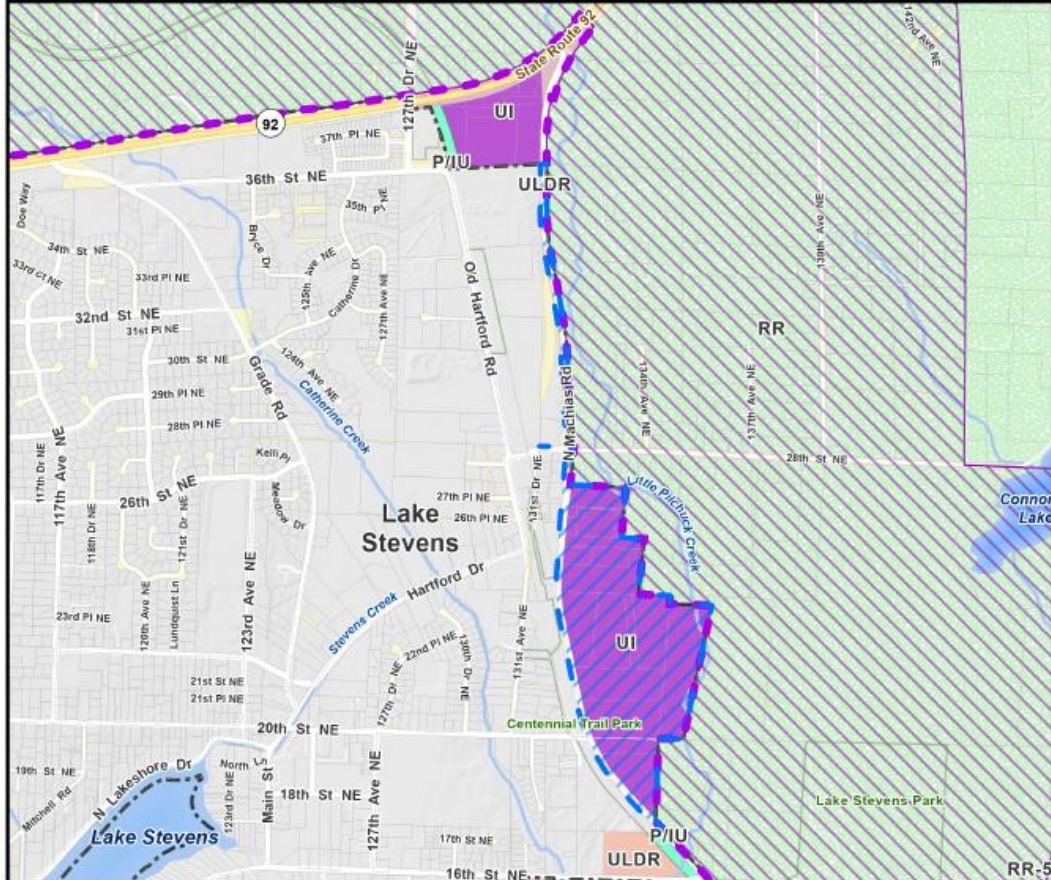 142nd Ave NE
State Route 92
127th Dr NE
UI
92
37th Pl NE
P/IU
36th St NE
ULDR
Doe Way
35th Pl NE
Bryce Dr
34th St NE
139th Ave NE
33rd Ct NE
33rd Pl NE
125th Ave NE
Catherine Dr
Old Hartford Rd
127th Ave NE
32nd St NE
31st Pl NE
RR
30th St NE
124th Ave NE
Grade Rd
N Machias Rd
134th Ave NE
137th Ave NE
29th Pl NE
Catherine Creek
28th Pl NE
117th Dr NE
117th Ave NE
Kelli Pl
28th St NE
26th St NE
Meadow Dr
131st Dr NE
Little Pilchuck Creek
27th Pl NE
26th Pl NE
Connor
Lake
118th Dr NE
121st Dr NE
Lake
Stevens
Hartford Dr
123rd Ave NE
120th Ave NE
Lundquist Ln
Stevens Creek
23rd Pl NE
22nd Pl NE
130th Dr NE
131st Ave NE
UI
127th Dr NE
21st St NE
21st Pl NE
20th St NE
Centennial Trail Park
N Lakeshore Dr
North Ln
19th St NE
Mitchell Rd
123rd Dr NE
Main St
18th St NE
127th Ave NE
Lake Stevens Park
Lake Stevens
17th St NE
P/IU
ULDR
16th St NE
RR-5